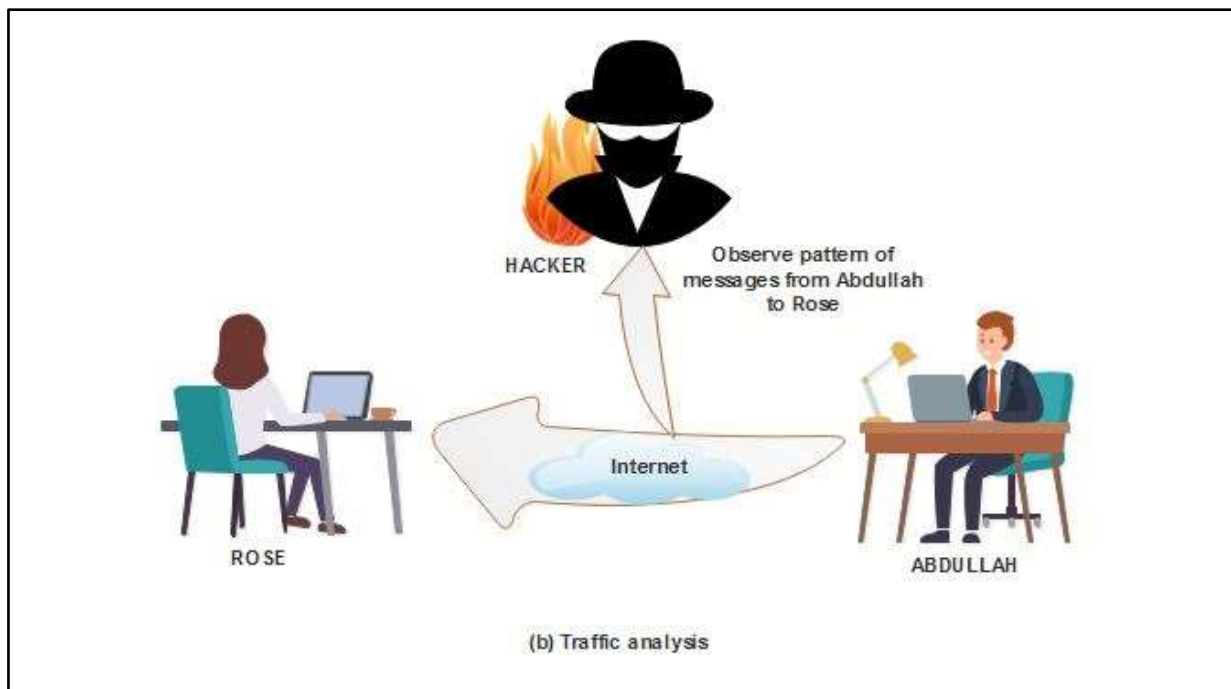 HACKER
Observe pattern of
messages from Abdullah
to Rose
Internet
ROSE
ABDULLAH
(b) Traffic analysis